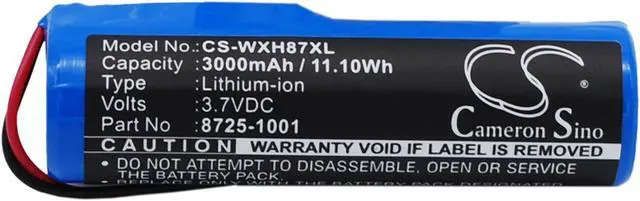 Model No.: CS-WXH87XL
Capacity : 3000mAh / 11.10Wh
Type : Lithium-ion
Volts : 3.7VDC
Part No : 8725-1001
CS
Cameron Sino
CAUTION WARRANTY VOID IF LABEL IS REMOVED
● DO NOT ATTEMPT TO DISASSEMBLE, OPEN OR SERVICE
THE BATTERY PACK.